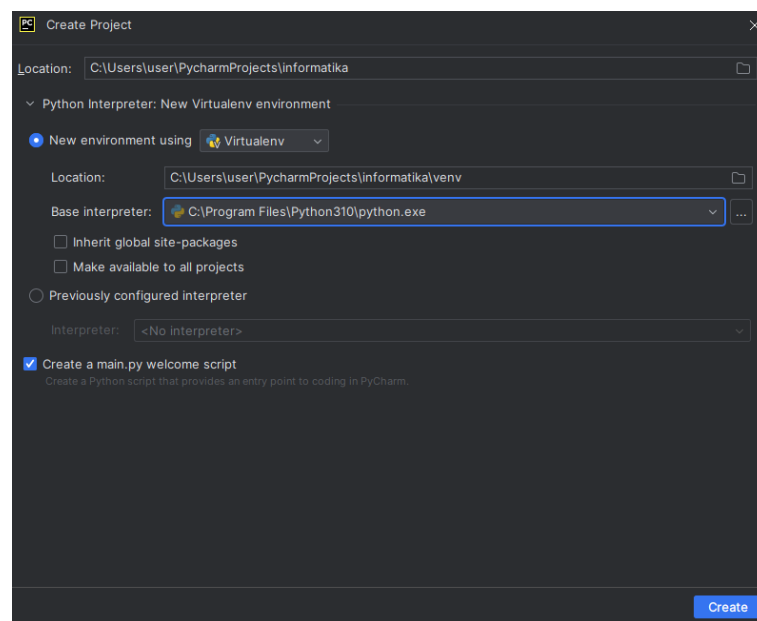 PC Create Project
Location: C:\Users\user\PycharmProjects\informatika
Python Interpreter: New Virtualenv environment
New environment using Virtualenv
Location: C:\Users\user\PycharmProjects\informatika\venv
Base interpreter: C:\Program Files\Python310\python.exe ...
Inherit global site-packages
Make available to all projects
Previously configured interpreter
Interpreter: <No interpreter>
Create a main.py welcome script
Create a Python script that provides an entry point to coding in PyCharm.
Create